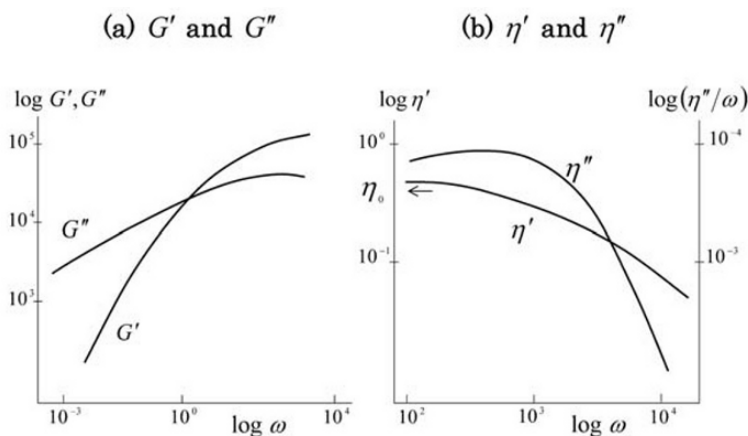 (a) G′ and G″
(b) η′ and η″
log G′, G″
10⁵
10⁴
10³
G″
G′
10⁻³
10⁰
10⁴
log ω
log η′
log(η″/ω)
10⁰
η₀
10⁻¹
10⁻⁴
10⁻³
η″
η′
10²
10³
10⁴
log ω